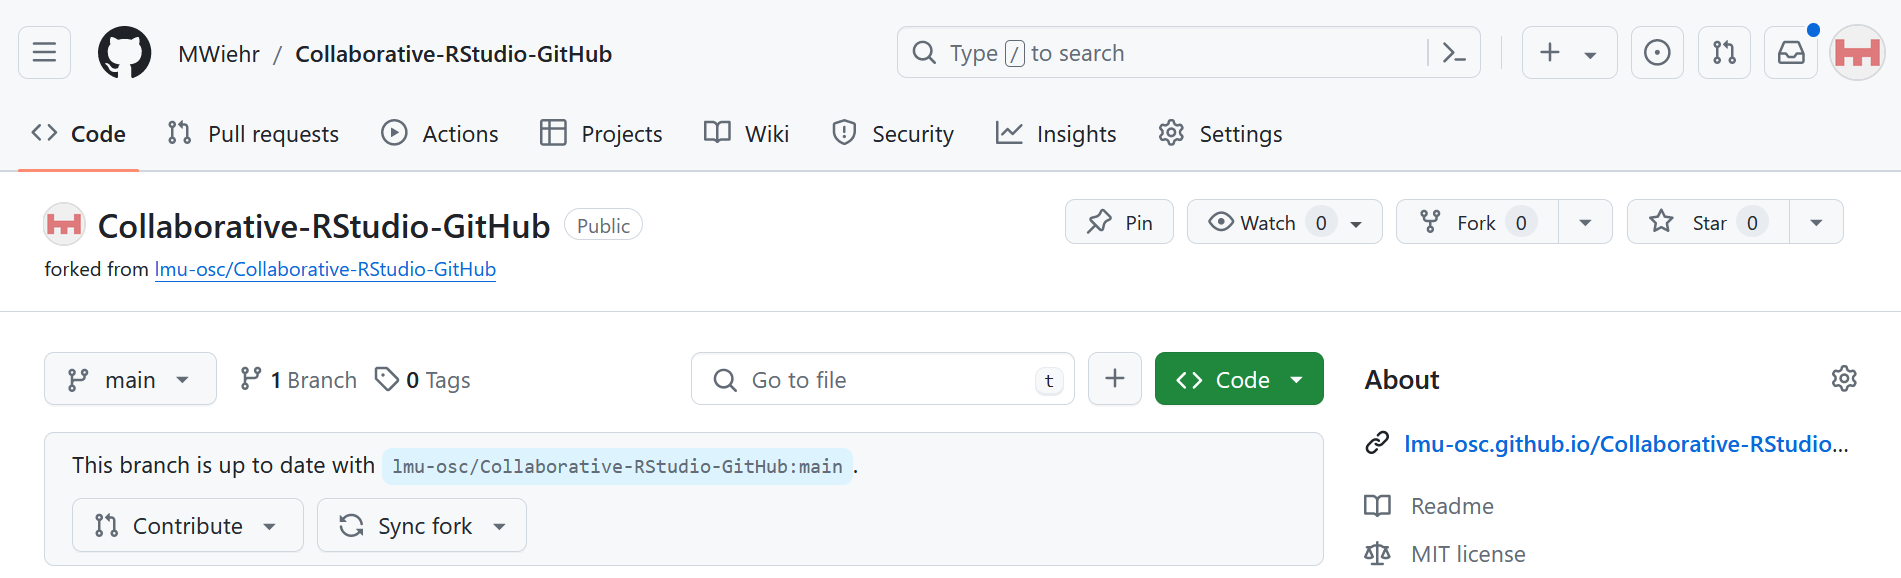 MWiehr / Collaborative-RStudio-GitHub
Type / to search
Code Pull requests Actions Projects Wiki Security Insights Settings
Collaborative-RStudio-GitHub Public
Pin Watch 0 Fork 0 Star 0
forked from lmu-osc/Collaborative-RStudio-GitHub
main 1 Branch 0 Tags Go to file t Code
About
This branch is up to date with lmu-osc/Collaborative-RStudio-GitHub:main.
lmu-osc.github.io/Collaborative-RStudio...
Contribute Sync fork
Readme
MIT license